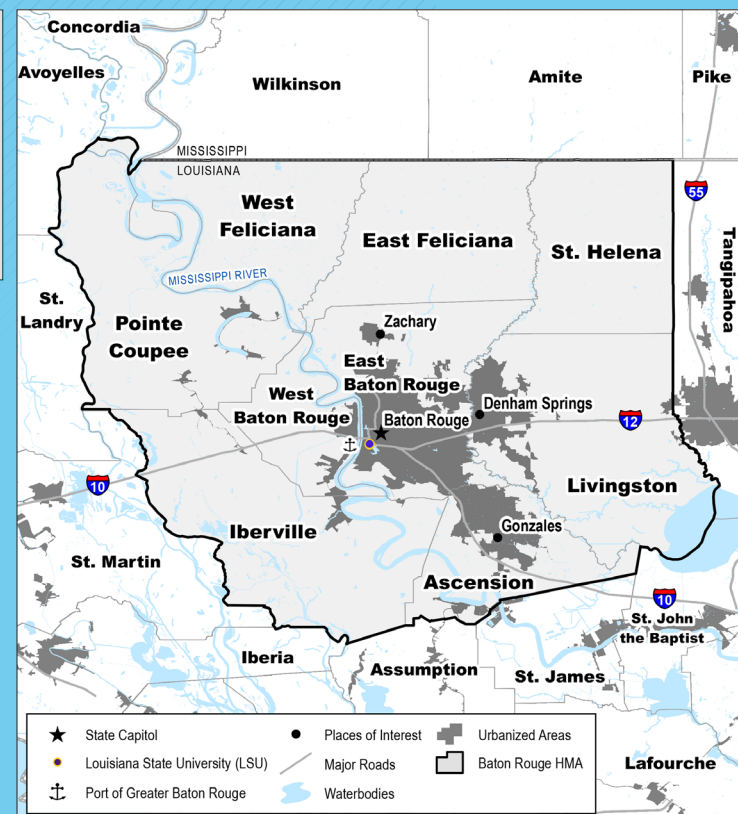 Concordia
Avoyelles
Wilkinson
Amite
Pike
MISSISSIPPI
LOUISIANA
55
West
Feliciana
East Feliciana
St. Helena
Tangipahoa
MISSISSIPPI RIVER
St.
Landry
Pointe
Coupee
Zachary
East
Baton Rouge
West
Baton Rouge
Denham Springs
Baton Rouge
12
10
Livingston
Iberville
Gonzales
St. Martin
Ascension
10
St. John
the Baptist
Iberia
Assumption
St. James
Lafourche
State Capitol
Places of Interest
Urbanized Areas
Louisiana State University (LSU)
Major Roads
Baton Rouge HMA
Port of Greater Baton Rouge
Waterbodies